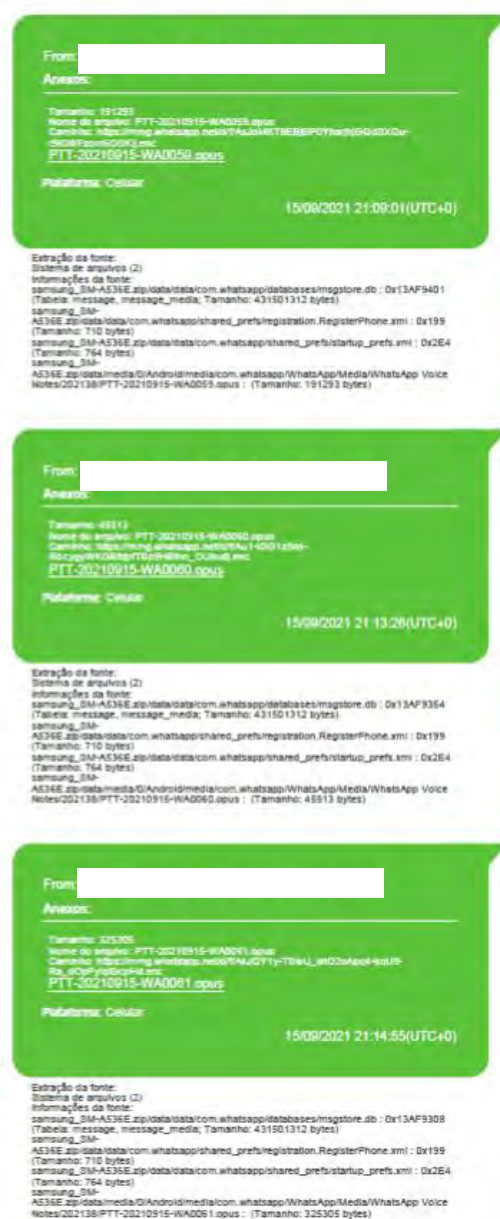 From:
Anexos:
Tamanho: 191293
Nome do arquivo: PTT-20210915-WA0059.opus
Caminho:
PTT-20210915-WA0059.opus
Plataforma: Celular
15/09/2021 21:09:01(UTC+0)
Extração da fonte:
Sistema de arquivos (2)
Informações da fonte:
samsung_SM-A536E.zip/data/data/com.whatsapp/databases/msgstore.db : 0x13AF9401
(Tabela: message, message_media; Tamanho: 431501312 bytes)
samsung_SM-
A536E.zip/data/data/com.whatsapp/shared_prefs/registration.RegisterPhone.xml : 0x199
(Tamanho: 710 bytes)
samsung_SM-A536E.zip/data/data/com.whatsapp/shared_prefs/startup_prefs.xml : 0x2E4
(Tamanho: 764 bytes)
samsung_SM-
A536E.zip/data/media/0/Android/media/com.whatsapp/WhatsApp/Media/WhatsApp Voice
Notes/202138/PTT-20210915-WA0059.opus : (Tamanho: 191293 bytes)
From:
Anexos:
Tamanho: 45513
Nome do arquivo: PTT-20210915-WA0060.opus
Caminho:
PTT-20210915-WA0060.opus
Plataforma: Celular
15/09/2021 21:13:26(UTC+0)
Extração da fonte:
Sistema de arquivos (2)
Informações da fonte:
samsung_SM-A536E.zip/data/data/com.whatsapp/databases/msgstore.db : 0x13AF9354
(Tabela: message, message_media; Tamanho: 431501312 bytes)
samsung_SM-
A536E.zip/data/data/com.whatsapp/shared_prefs/registration.RegisterPhone.xml : 0x199
(Tamanho: 710 bytes)
samsung_SM-A536E.zip/data/data/com.whatsapp/shared_prefs/startup_prefs.xml : 0x2E4
(Tamanho: 764 bytes)
samsung_SM-
A536E.zip/data/media/0/Android/media/com.whatsapp/WhatsApp/Media/WhatsApp Voice
Notes/202138/PTT-20210915-WA0060.opus : (Tamanho: 45513 bytes)
From:
Anexos:
Tamanho: 325305
Nome do arquivo: PTT-20210915-WA0061.opus
Caminho:
PTT-20210915-WA0061.opus
Plataforma: Celular
15/09/2021 21:14:55(UTC+0)
Extração da fonte:
Sistema de arquivos (2)
Informações da fonte:
samsung_SM-A536E.zip/data/data/com.whatsapp/databases/msgstore.db : 0x13AF9308
(Tabela: message, message_media; Tamanho: 431501312 bytes)
samsung_SM-
A536E.zip/data/data/com.whatsapp/shared_prefs/registration.RegisterPhone.xml : 0x199
(Tamanho: 710 bytes)
samsung_SM-A536E.zip/data/data/com.whatsapp/shared_prefs/startup_prefs.xml : 0x2E4
(Tamanho: 764 bytes)
samsung_SM-
A536E.zip/data/media/0/Android/media/com.whatsapp/WhatsApp/Media/WhatsApp Voice
Notes/202138/PTT-20210915-WA0061.opus : (Tamanho: 325305 bytes)